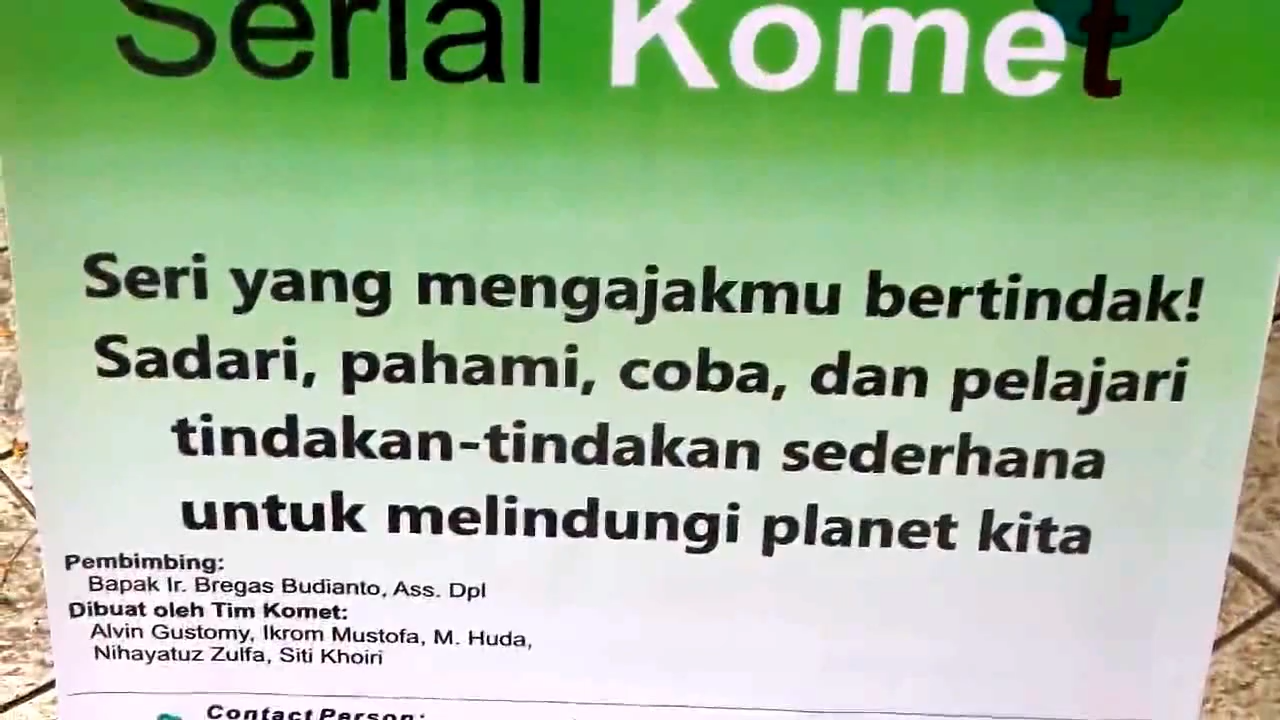 Serial Komet
Seri yang mengajakmu bertindak!
Sadari, pahami, coba, dan pelajari
tindakan-tindakan sederhana
untuk melindungi planet kita
Pembimbing:
Bapak Ir. Bregas Budianto, Ass. Dpl
Dibuat oleh Tim Komet:
Alvin Gustomy, Ikrom Mustofa, M. Huda,
Nihayatuz Zulfa, Siti Khoiri
Contact Person: